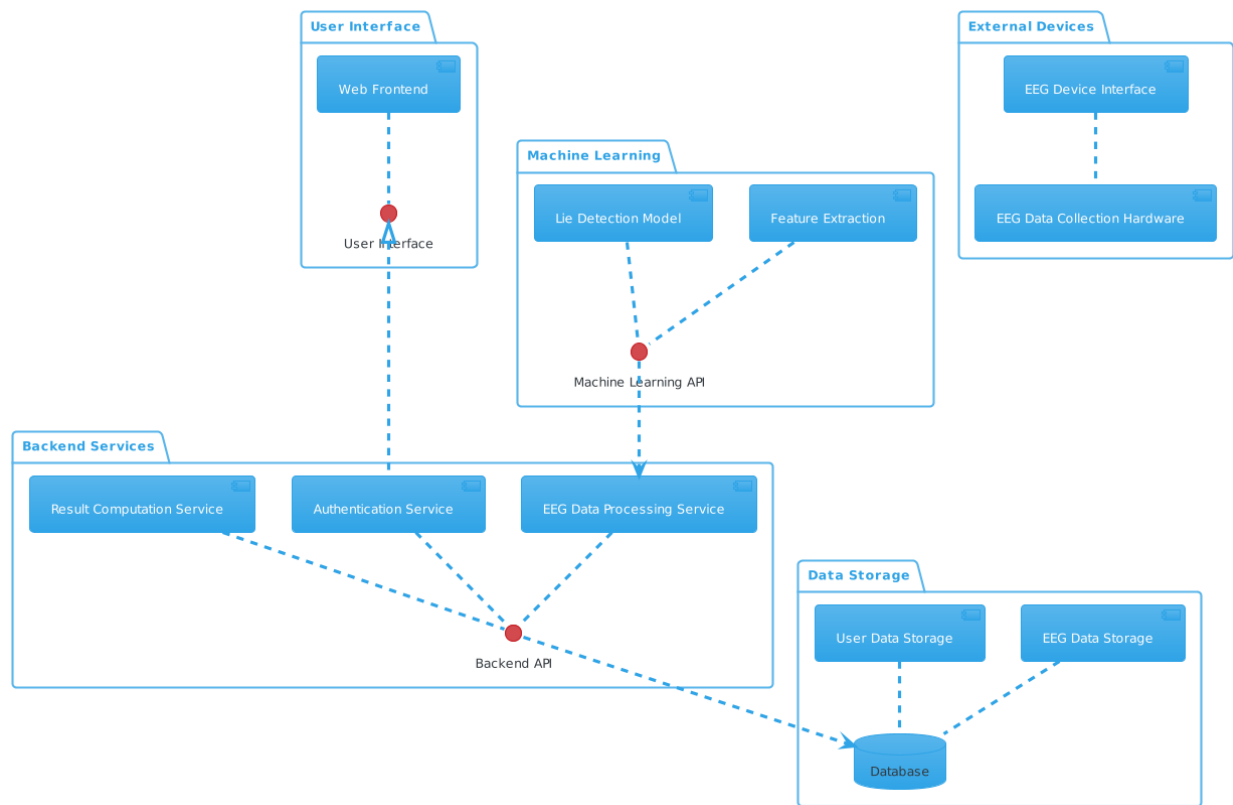 User Interface
Web Frontend
User Interface
External Devices
EEG Device Interface
EEG Data Collection Hardware
Machine Learning
Lie Detection Model
Feature Extraction
Machine Learning API
Backend Services
Result Computation Service
Authentication Service
EEG Data Processing Service
Backend API
Data Storage
User Data Storage
EEG Data Storage
Database